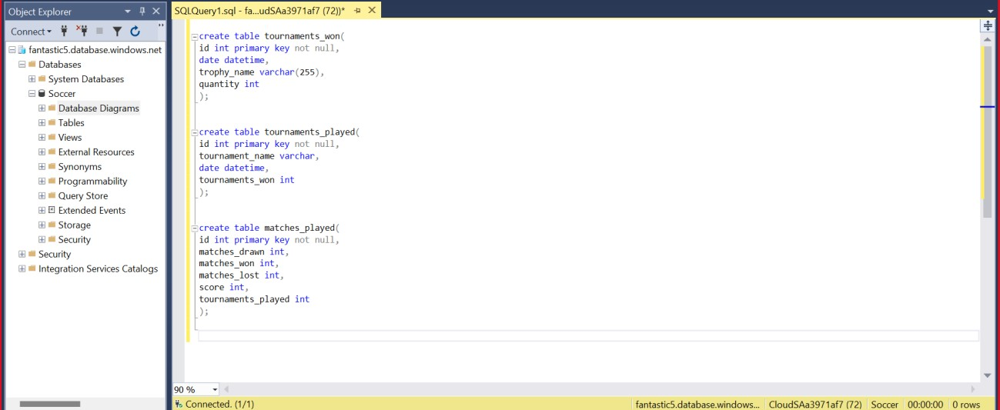 Object Explorer
Connect
fantastic5.database.windows.net
Databases
System Databases
Soccer
Database Diagrams
Tables
Views
External Resources
Synonyms
Programmability
Query Store
Extended Events
Storage
Security
Security
Integration Services Catalogs
SQLQuery1.sql - fa...udSAa3971af7 (72))*
create table tournaments_won(
id int primary key not null,
date datetime,
trophy_name varchar(255),
quantity int
);
create table tournaments_played(
id int primary key not null,
tournament_name varchar,
date datetime,
tournaments_won int
);
create table matches_played(
id int primary key not null,
matches_drawn int,
matches_won int,
matches_lost int,
score int,
tournaments_played int
);
90 %
Connected. (1/1)
fantastic5.database.windows... CloudSAa3971af7 (72) Soccer 00:00:00 0 rows